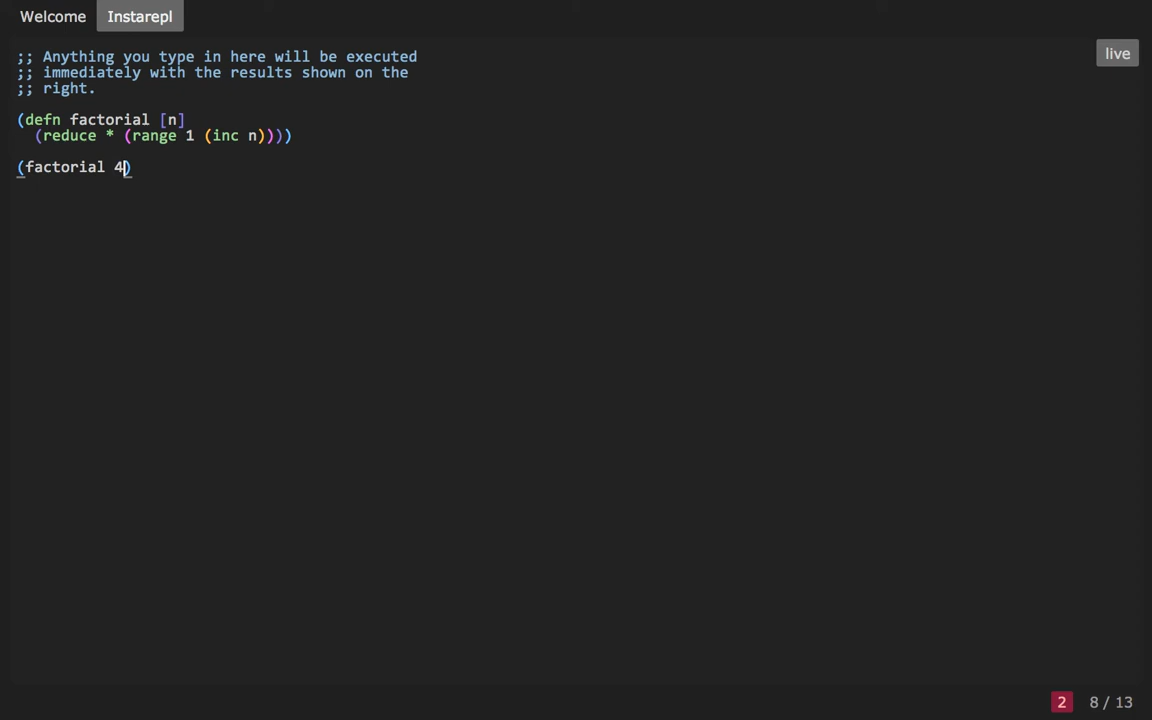 Welcome Instarepl
live
;; Anything you type in here will be executed
;; immediately with the results shown on the
;; right.
(defn factorial [n]
(reduce * (range 1 (inc n))))
(factorial 4)
2 8 / 13